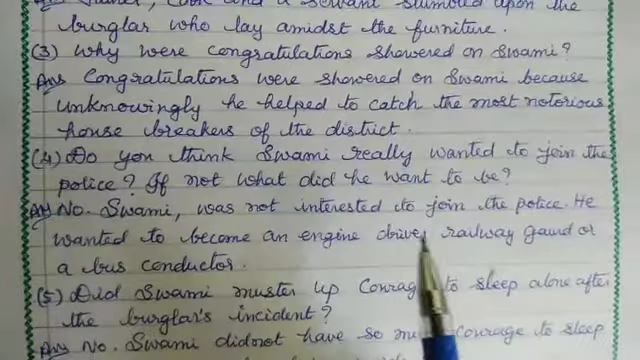 burglar who lay amidst the furniture.
(3) Why were congratulations showered on Swami?
Ans Congratulations were showered on Swami because
unknowingly he helped to catch the most notorious
house breakers of the district.
(4) Do you think Swami really wanted to join the
police? If not what did he want to be?
Ans No. Swami, was not interested to join the police. He
wanted to become an engine driver railway gaurd or
a bus conductor.
(5) Did Swami muster up Courage to sleep alone after
the burglar's incident?
Ans No. Swami didnot have so courage to sleep